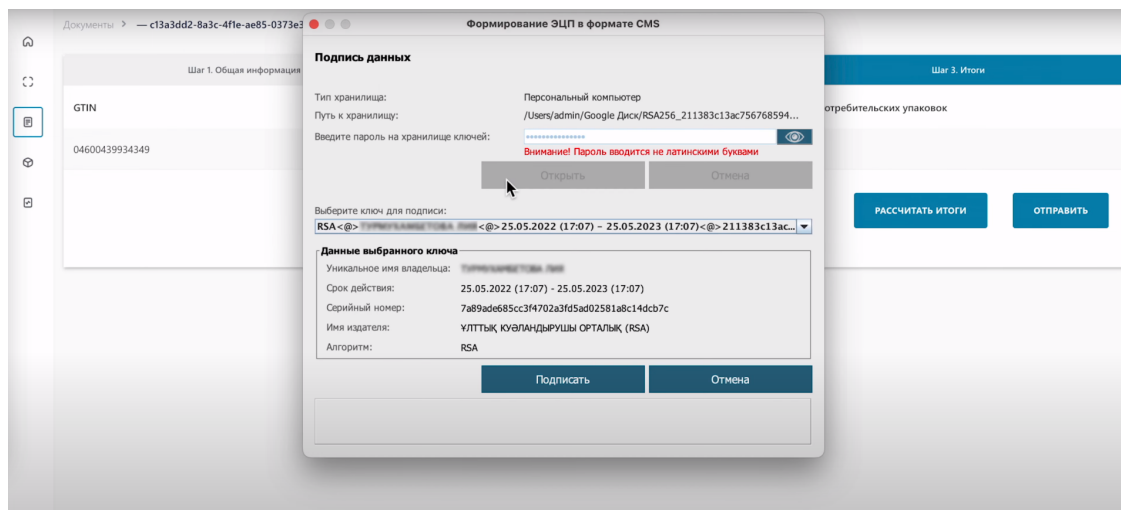 Документы > — c13a3dd2-8a3c-4f1e-ae85-0373e3
Формирование ЭЦП в формате CMS
Шаг 1. Общая информация
Шаг 3. Итоги
GTIN
отребительских упаковок
04600439934349
РАССЧИТАТЬ ИТОГИ
ОТПРАВИТЬ
Подпись данных
Тип хранилища: Персональный компьютер
Путь к хранилищу: /Users/admin/Google Диск/RSA256_211383c13ac756768594...
Введите пароль на хранилище ключей: ***************
Внимание! Пароль вводится не латинскими буквами
Открыть
Отмена
Выберите ключ для подписи:
RSA<@> <@>25.05.2022 (17:07) – 25.05.2023 (17:07)<@>211383c13ac...
Данные выбранного ключа
Уникальное имя владельца:
Срок действия: 25.05.2022 (17:07) - 25.05.2023 (17:07)
Серийный номер: 7a89ade685cc3f4702a3fd5ad02581a8c14dcb7c
Имя издателя: ҰЛТТЫҚ КУӘЛАНДЫРУШЫ ОРТАЛЫҚ (RSA)
Алгоритм: RSA
Подписать
Отмена